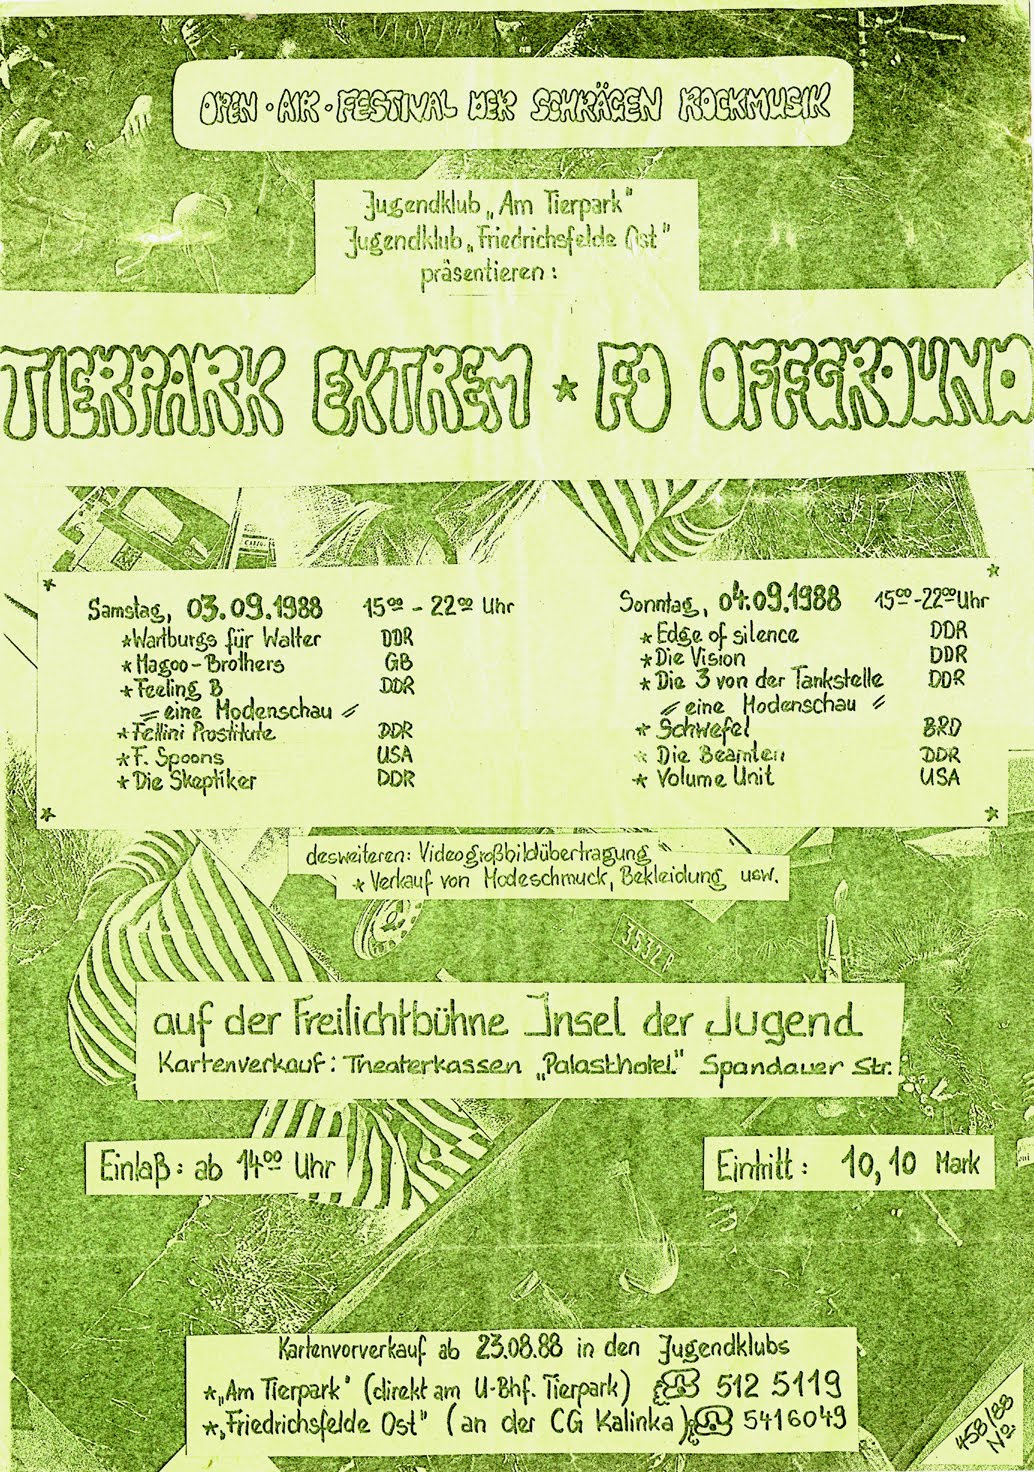 OPEN · AIR · FESTIVAL DER SCHRÄGEN ROCKMUSIK
Jugendklub „Am Tierpark"
Jugendklub „Friedrichsfelde Ost"
präsentieren:
TIERPARK EXTREM ★ FO OFFGROUND
Samstag, 03.09.1988 15⁰⁰ - 22⁰⁰ Uhr
*Wartburgs für Walter DDR
*Magoo-Brothers GB
*Feeling B DDR
= eine Modenschau =
*Fellini Prostitute DDR
*F. Spoons USA
*Die Skeptiker DDR
Sonntag, 04.09.1988 15⁰⁰-22⁰⁰ Uhr
*Edge of silence DDR
*Die Vision DDR
*Die 3 von der Tankstelle DDR
= eine Modenschau =
*Schwefel BRD
*Die Beamten DDR
*Volume Unit USA
desweiteren: Videogroßbildübertragung
*Verkauf von Modeschmuck, Bekleidung usw.
3532R
auf der Freilichtbühne Insel der Jugend
Kartenverkauf: Theaterkassen „Palasthotel" Spandauer Str.
Einlaß: ab 14⁰⁰ Uhr
Eintritt: 10,10 Mark
Kartenvorverkauf ab 23.08.88 in den Jugendklubs
*„Am Tierpark" (direkt am U-Bhf. Tierpark) 512 5119
*„Friedrichsfelde Ost" (an der CG Kalinka) 5416049
458/88
No